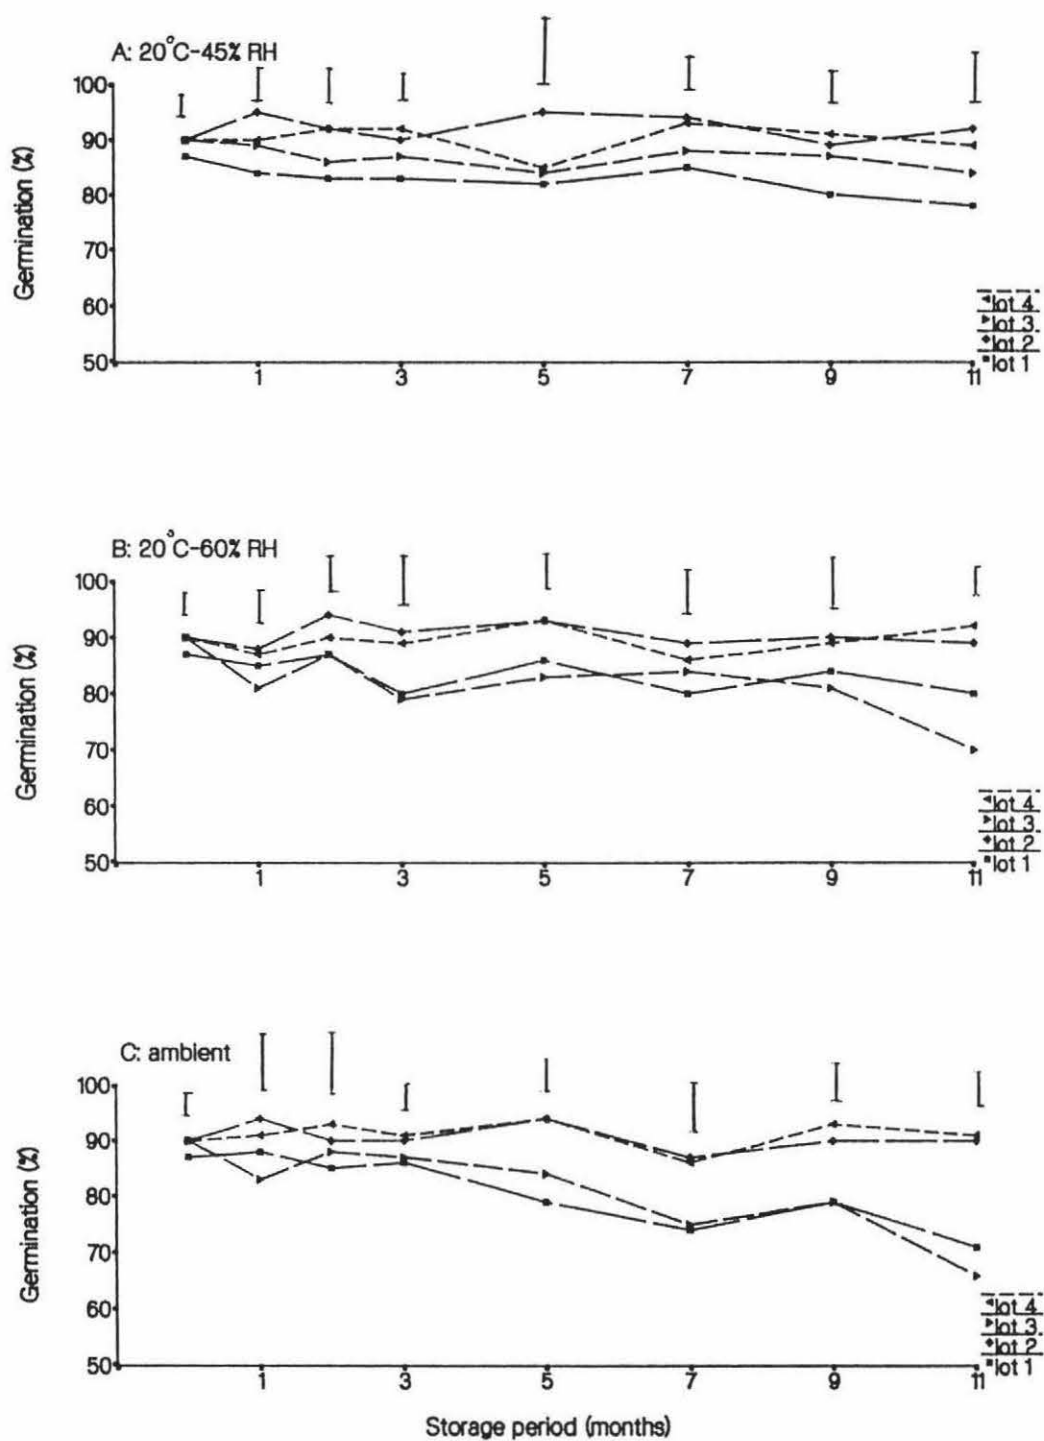 A: 20°C-45% RH
100
90
80
70
60
50
Germination (%)
1
3
5
7
9
11
lot 4
lot 3
lot 2
lot 1
B: 20°C-60% RH
100
90
80
70
60
50
Germination (%)
1
3
5
7
9
11
lot 4
lot 3
lot 2
lot 1
C: ambient
100
90
80
70
60
50
Germination (%)
1
3
5
7
9
11
lot 4
lot 3
lot 2
lot 1
Storage period (months)